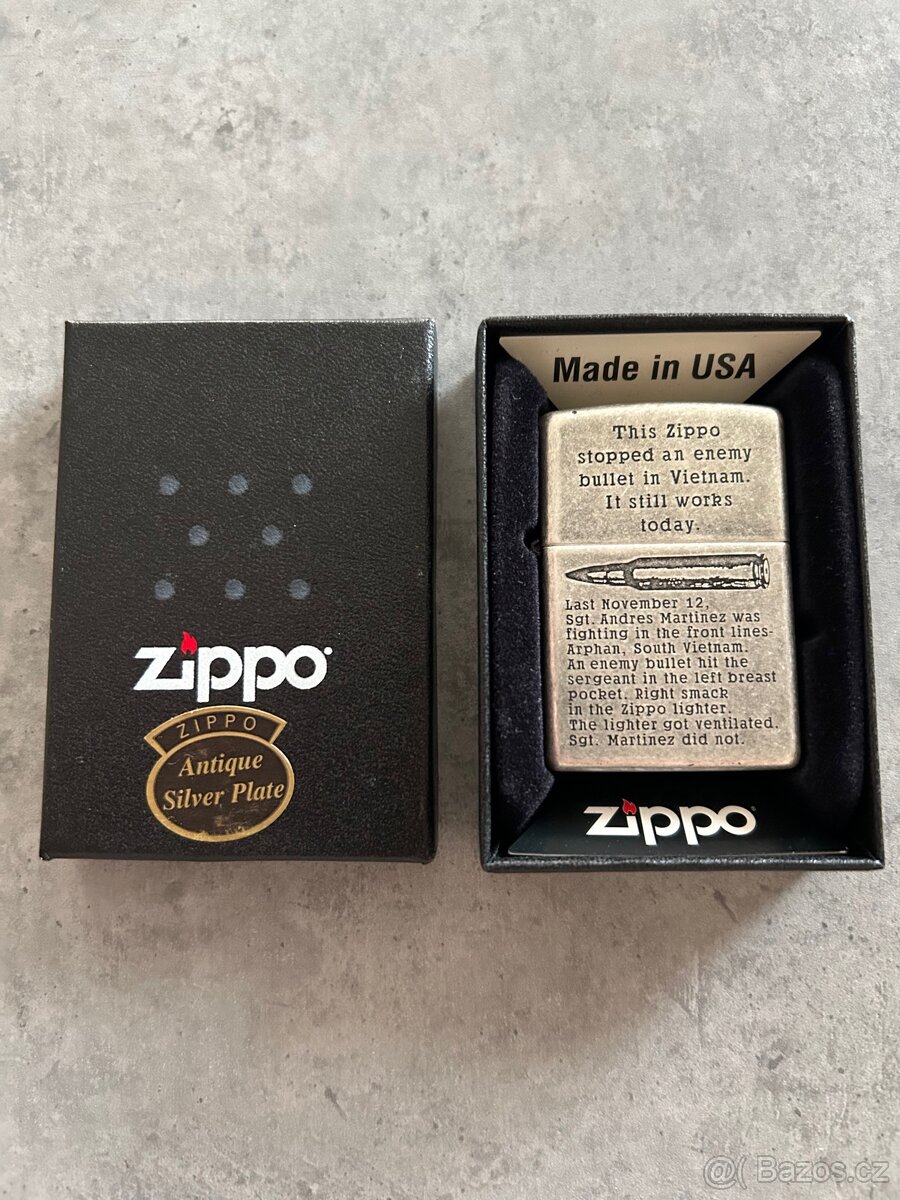 zippo
ZIPPO
Antique
Silver Plate
Made in USA
This Zippo
stopped an enemy
bullet in Vietnam.
It still works
today.
Last November 12,
Sgt. Andres Martinez was
fighting in the front lines-
Arphan, South Vietnam.
An enemy bullet hit the
sergeant in the left breast
pocket. Right smack
in the Zippo lighter.
The lighter got ventilated.
Sgt. Martinez did not.
zippo
@( Bazos.cz